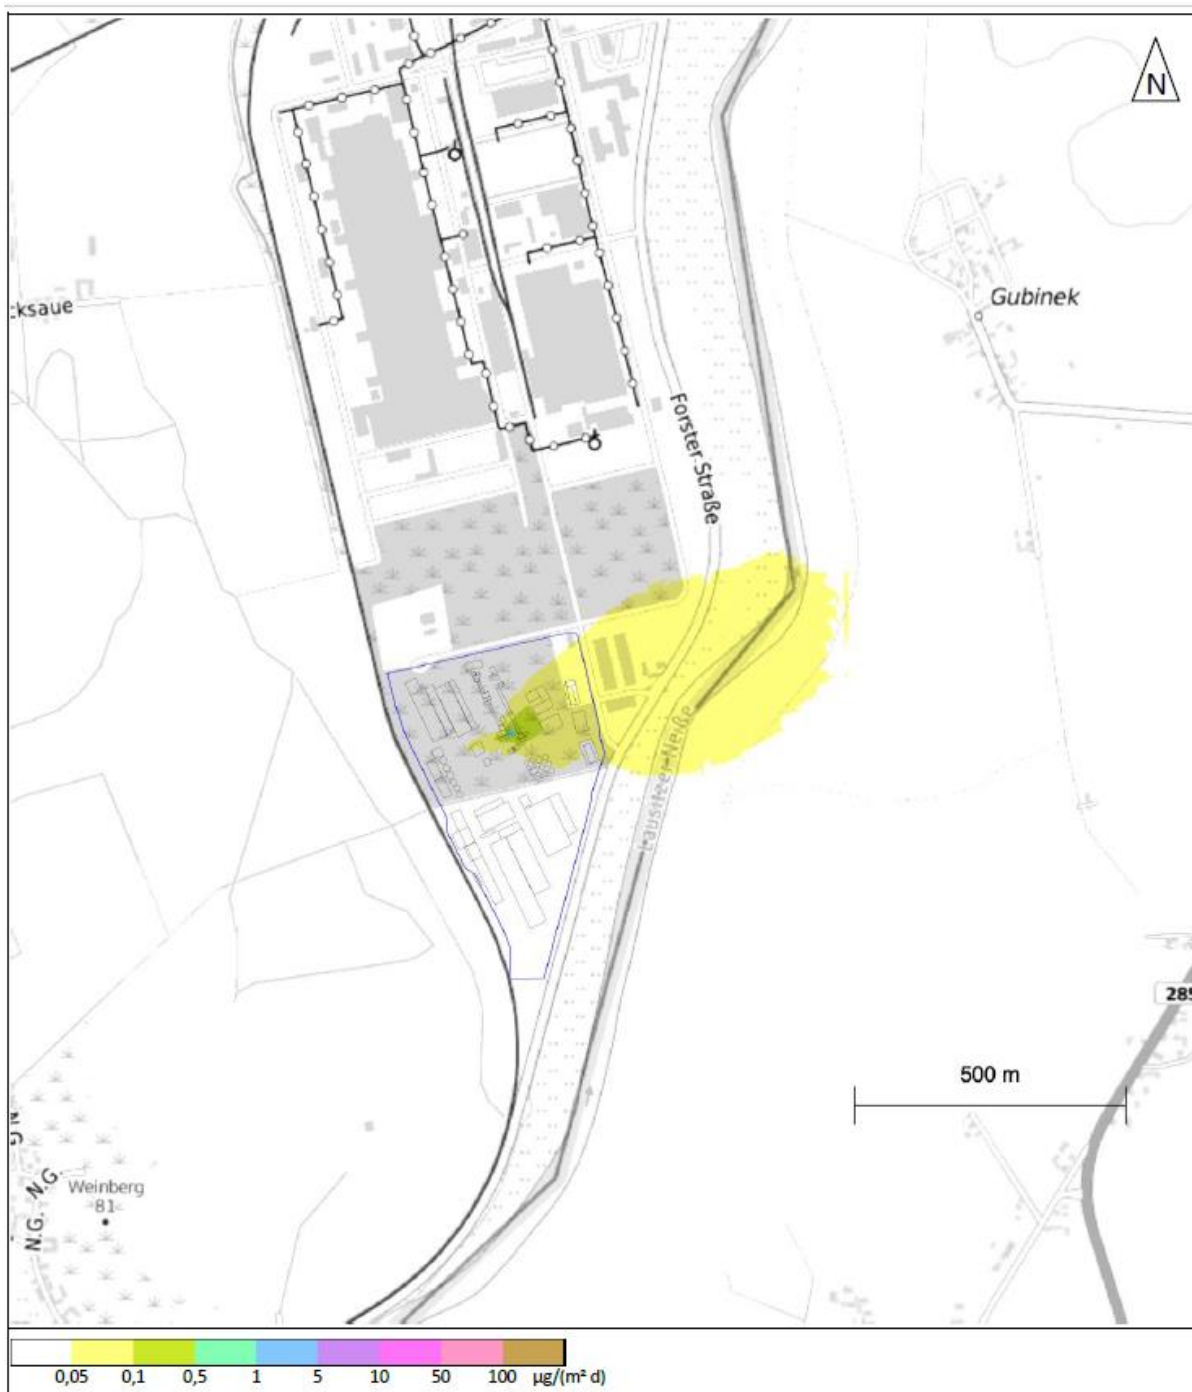 N
cksaue
Gubinek
Forster Straße
Lausitzer Neiße
285
500 m
N.G.
N.G.
Weinberg
81
0,05 0,1 0,5 1 5 10 50 100 µg/(m² d)